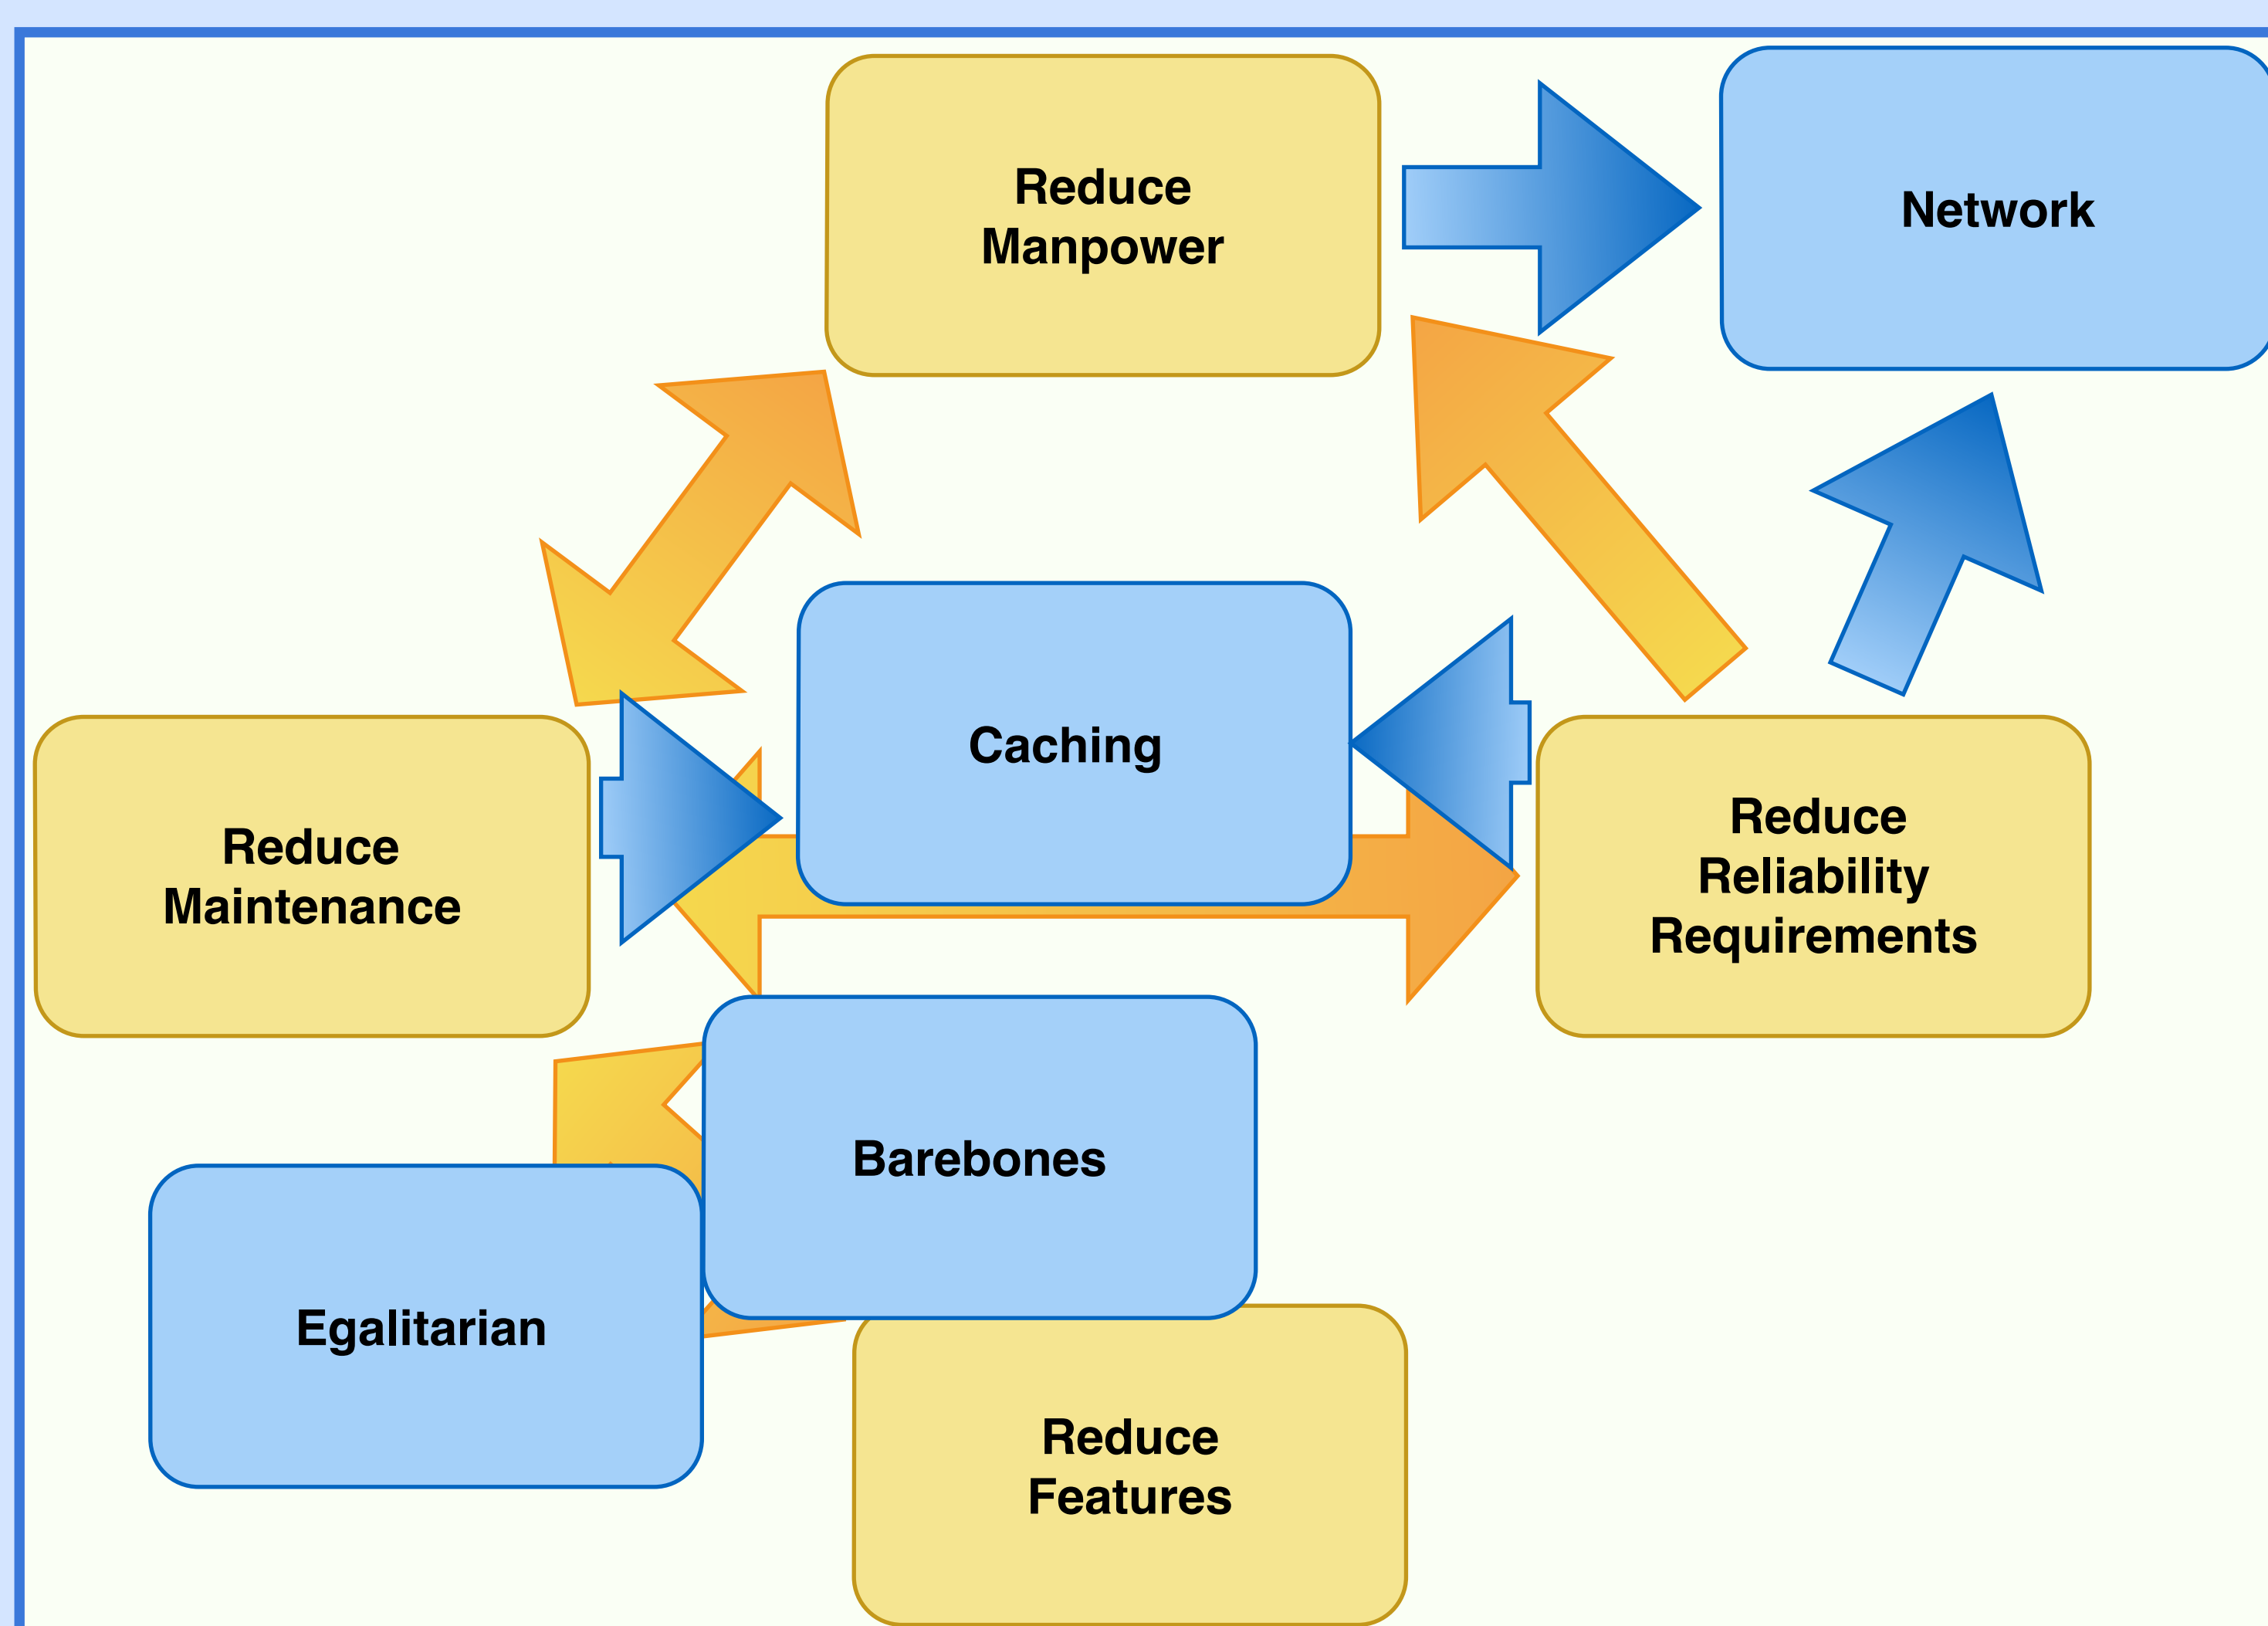 Reduce
Manpower
Network
Caching
Reduce
Maintenance
Reduce
Reliability
Requirements
Barebones
Egalitarian
Reduce
Features